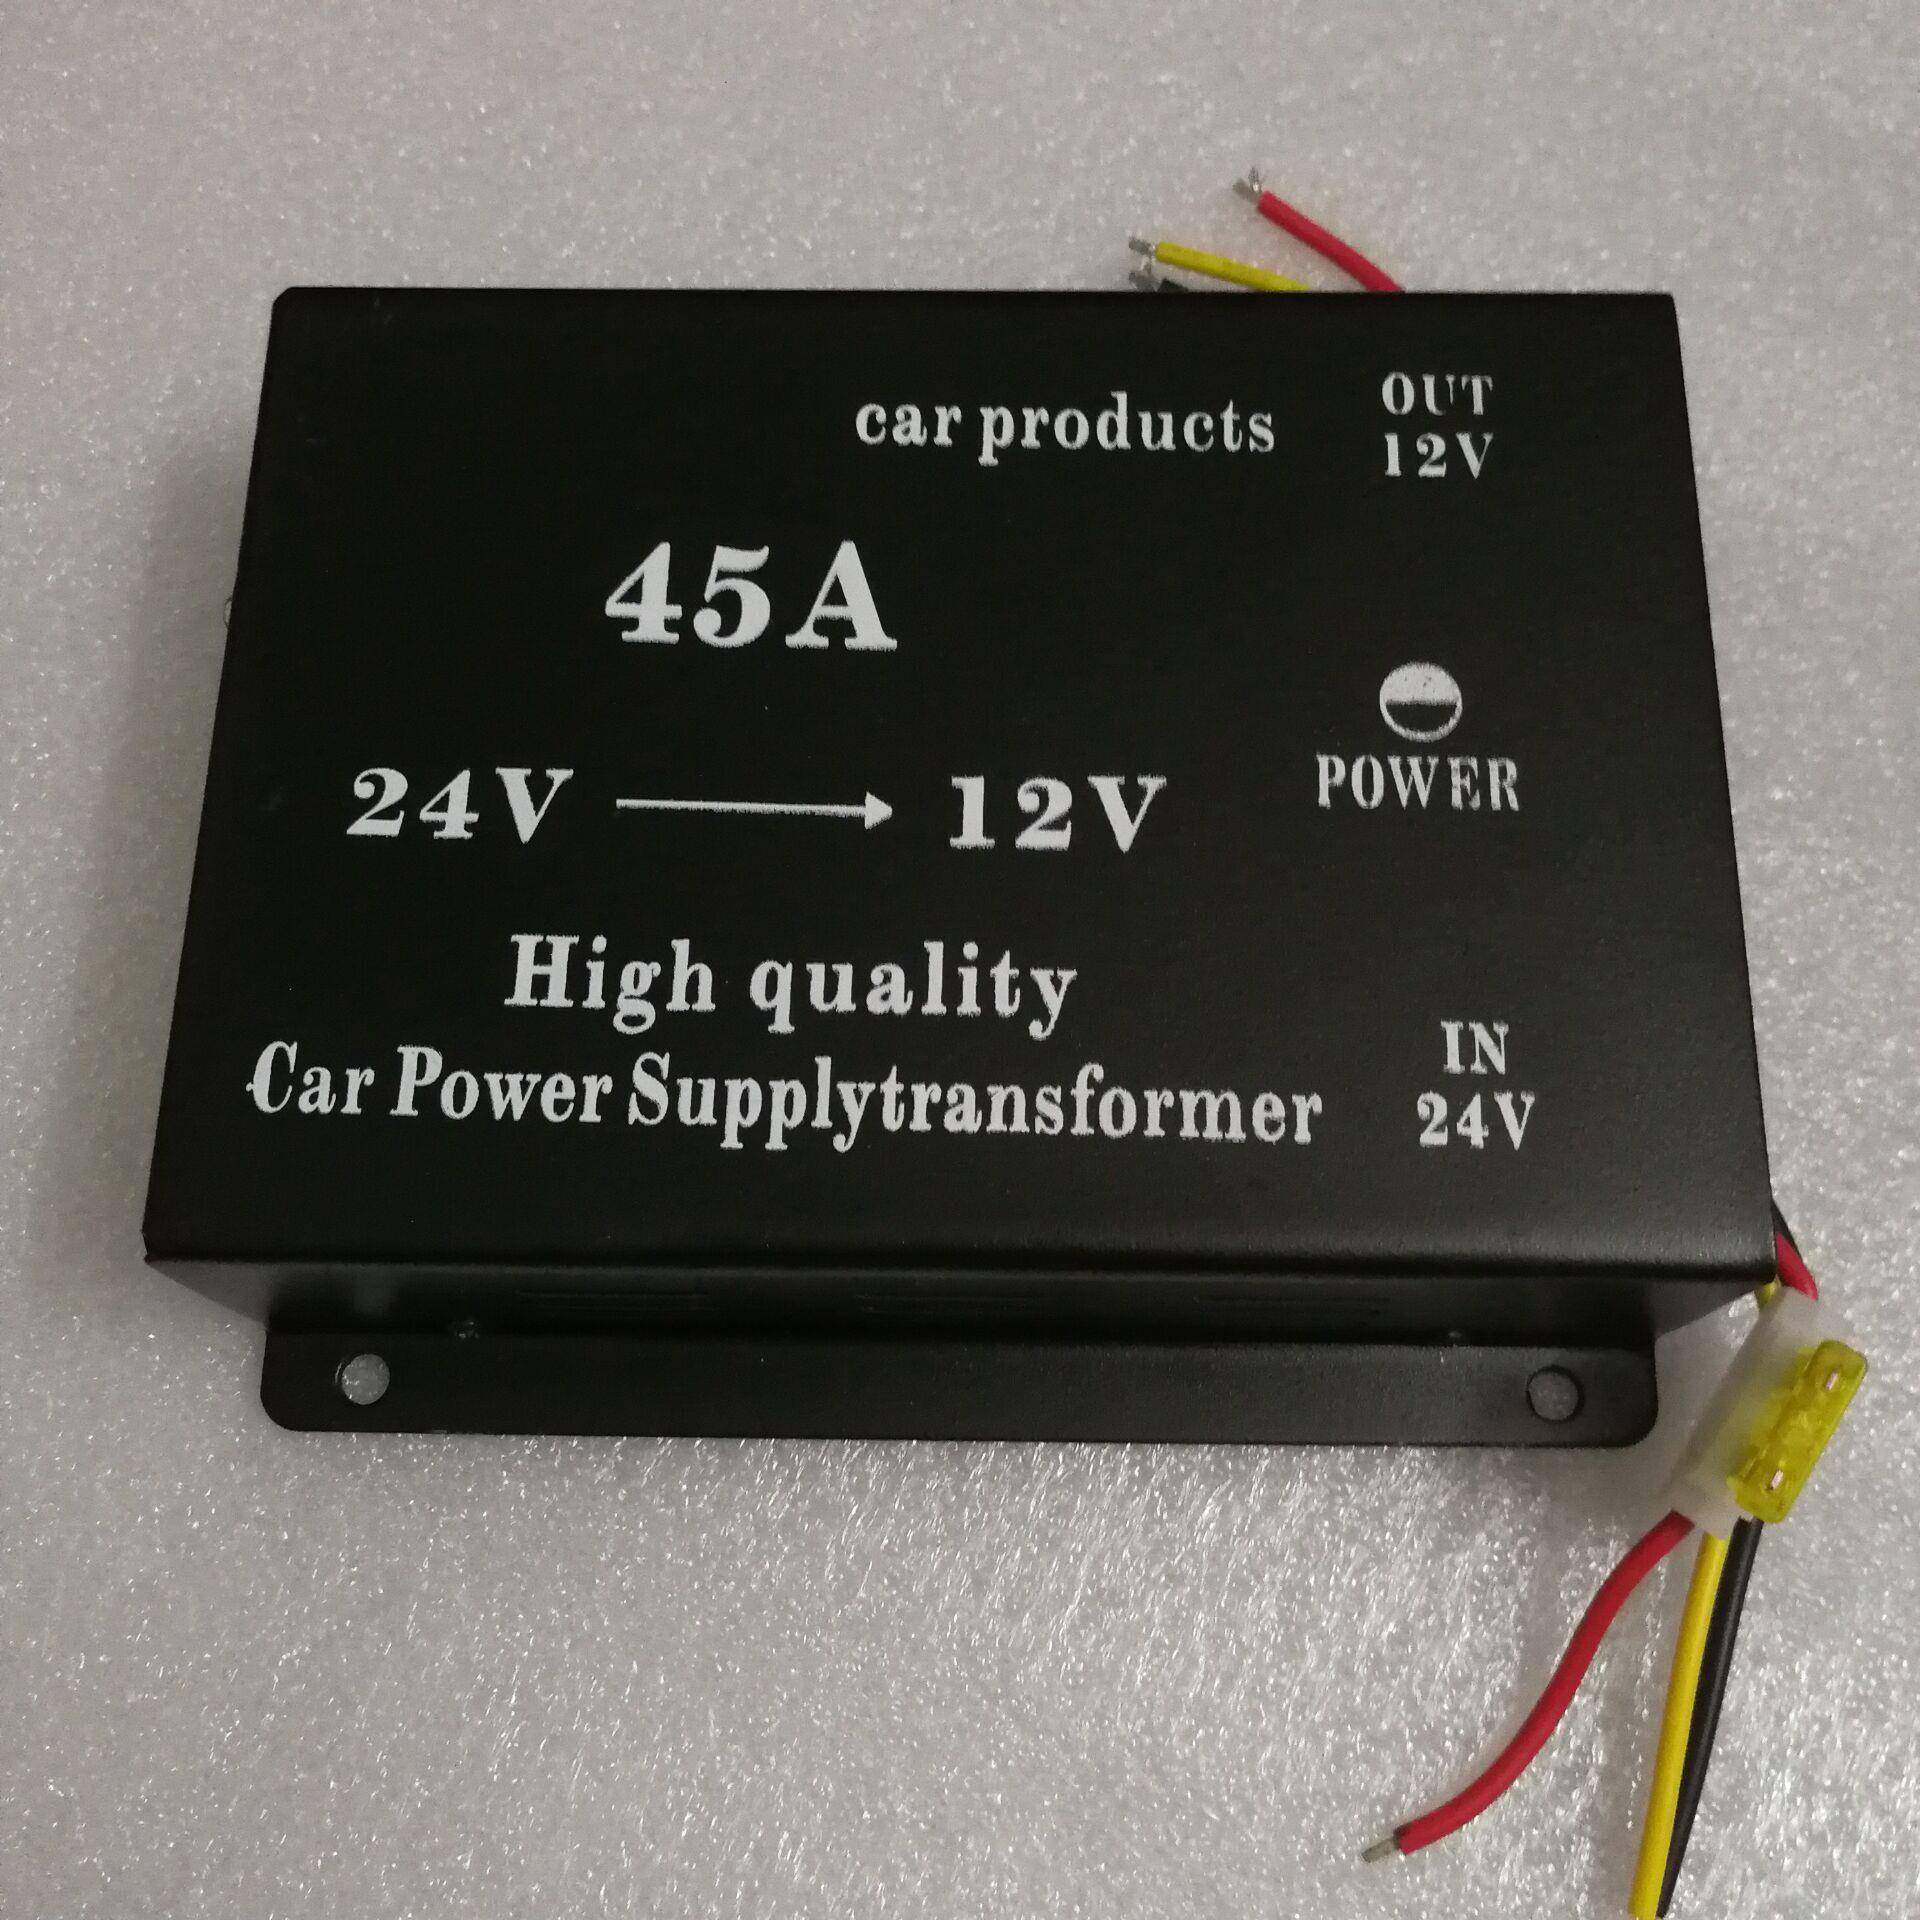 car products
OUT
12V
45A
24V 12V
POWER
High quality
Car Power Supplytransformer
IN
24V